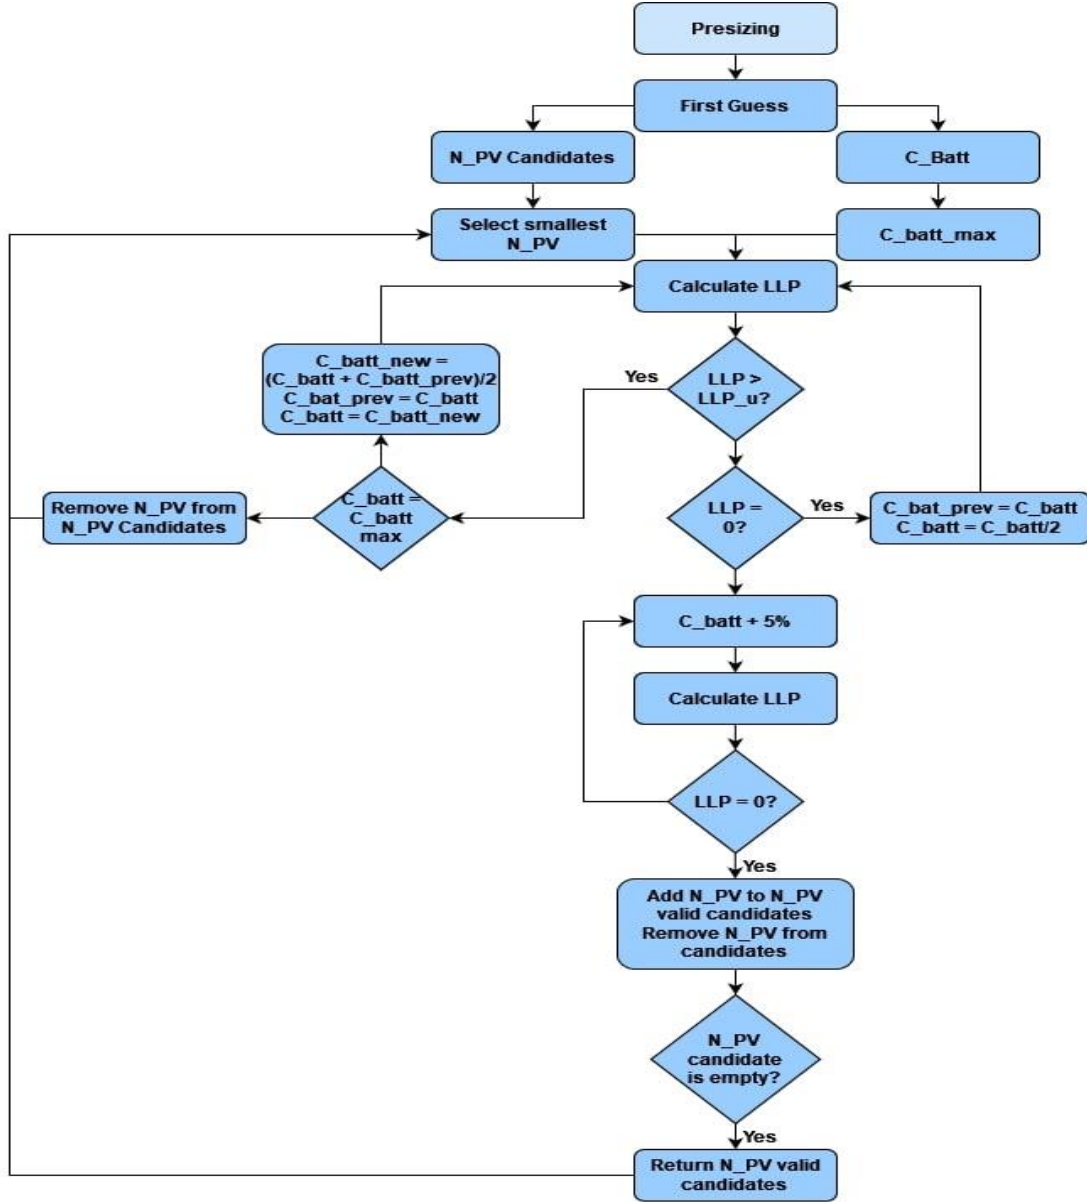 Presizing
First Guess
N_PV Candidates
C_Batt
Select smallest
N_PV
C_batt_max
Calculate LLP
C_batt_new =
(C_batt + C_batt_prev)/2
C_bat_prev = C_batt
C_batt = C_batt_new
Yes
LLP >
LLP_u?
Remove N_PV from
N_PV Candidates
C_batt =
C_batt
max
LLP =
0?
Yes
C_bat_prev = C_batt
C_batt = C_batt/2
C_batt + 5%
Calculate LLP
LLP = 0?
Yes
Add N_PV to N_PV
valid candidates
Remove N_PV from
candidates
N_PV
candidate
is empty?
Yes
Return N_PV valid
candidates